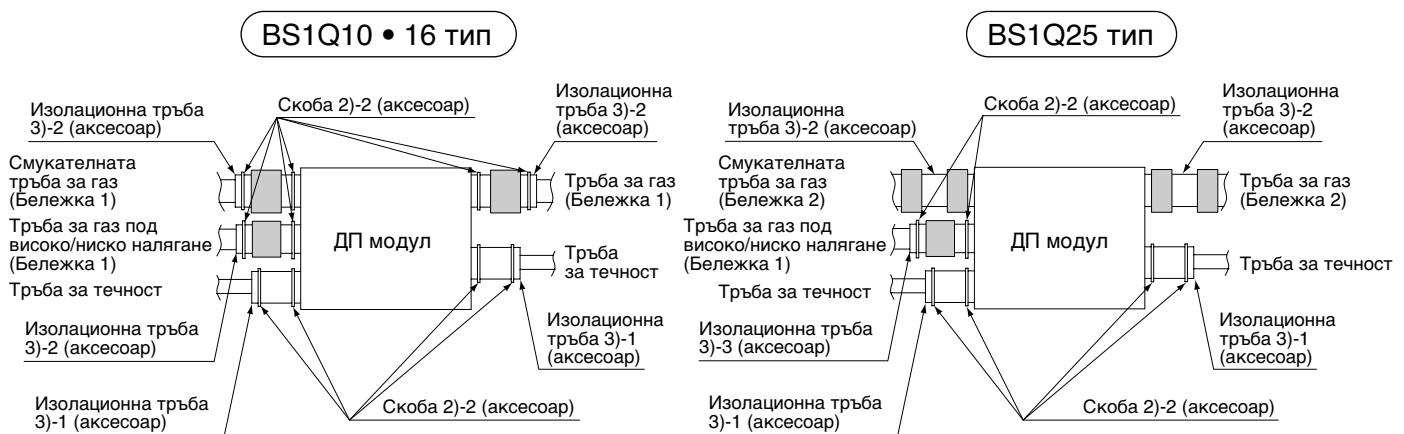 BS1Q10 • 16 тип
Изолационна тръба
3)-2 (аксесоар)
Скоба 2)-2 (аксесоар)
Изолационна
тръба 3)-2
(аксесоар)
Смукателната
тръба за газ
(Бележка 1)
Тръба за газ
(Бележка 1)
Тръба за газ под
високо/ниско налягане
(Бележка 1)
ДП модул
Тръба
за течност
Тръба за течност
Изолационна тръба
3)-2 (аксесоар)
Изолационна
тръба 3)-1
(аксесоар)
Изолационна тръба
3)-1 (аксесоар)
Скоба 2)-2 (аксесоар)
BS1Q25 тип
Изолационна
тръба 3)-2 (аксесоар)
Скоба 2)-2 (аксесоар)
Изолационна
тръба 3)-2
(аксесоар)
Смукателната
тръба за газ
(Бележка 2)
Тръба за газ
(Бележка 2)
Тръба за газ под
високо/ниско налягане
(Бележка 1)
ДП модул
Тръба за течност
Тръба за течност
Изолационна тръба
3)-3 (аксесоар)
Изолационна
тръба 3)-1
(аксесоар)
Изолационна тръба
3)-1 (аксесоар)
Скоба 2)-2 (аксесоар)